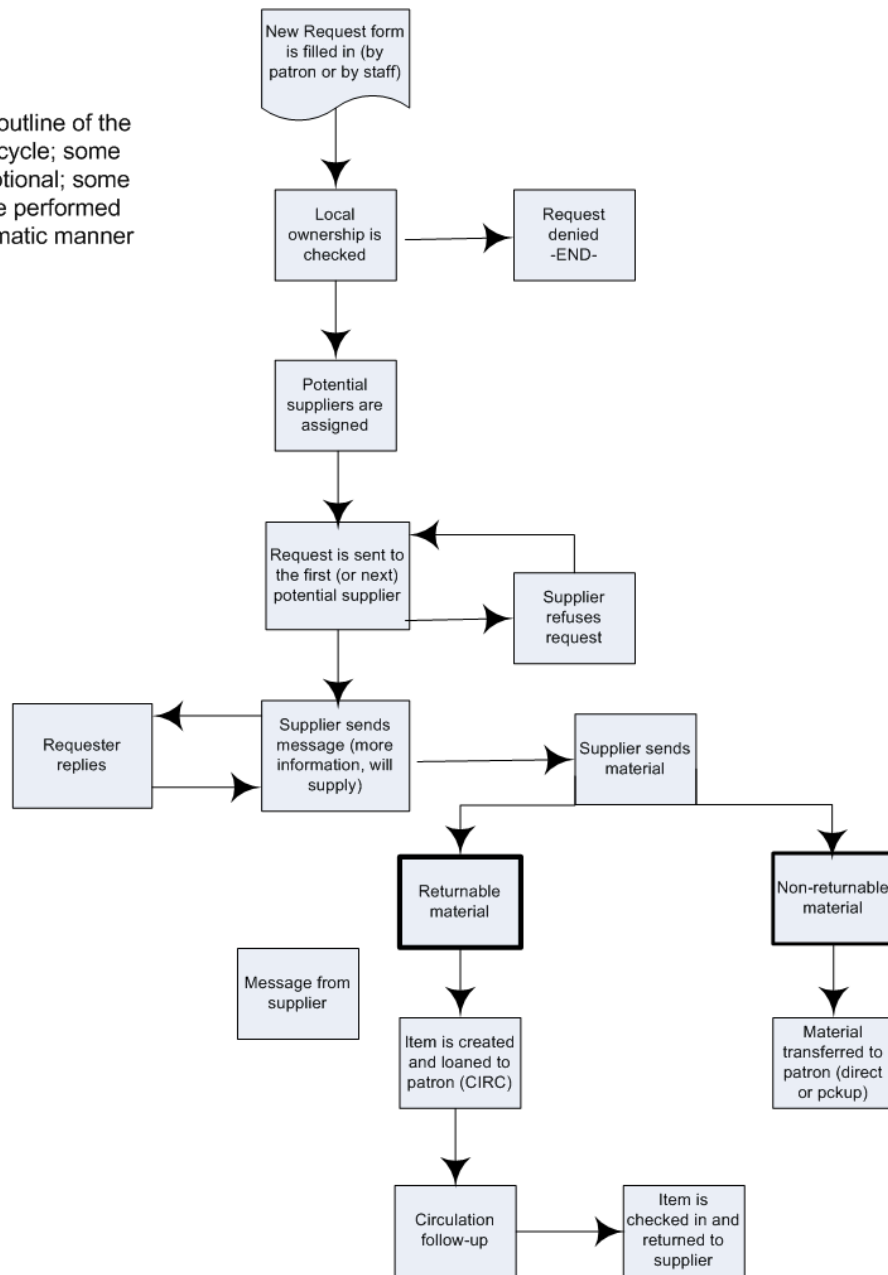 New Request form
is filled in (by
patron or by staff)
outline of the
cycle; some
otional; some
e performed
matic manner
Local
ownership is
checked
Request
denied
-END-
Potential
suppliers are
assigned
Request is sent to
the first (or next)
potential supplier
Supplier
refuses
request
Requester
replies
Supplier sends
message (more
information, will
supply)
Supplier sends
material
Returnable
material
Non-returnable
material
Message from
supplier
Item is created
and loaned to
patron (CIRC)
Material
transferred to
patron (direct
or pckup)
Circulation
follow-up
Item is
checked in and
returned to
supplier